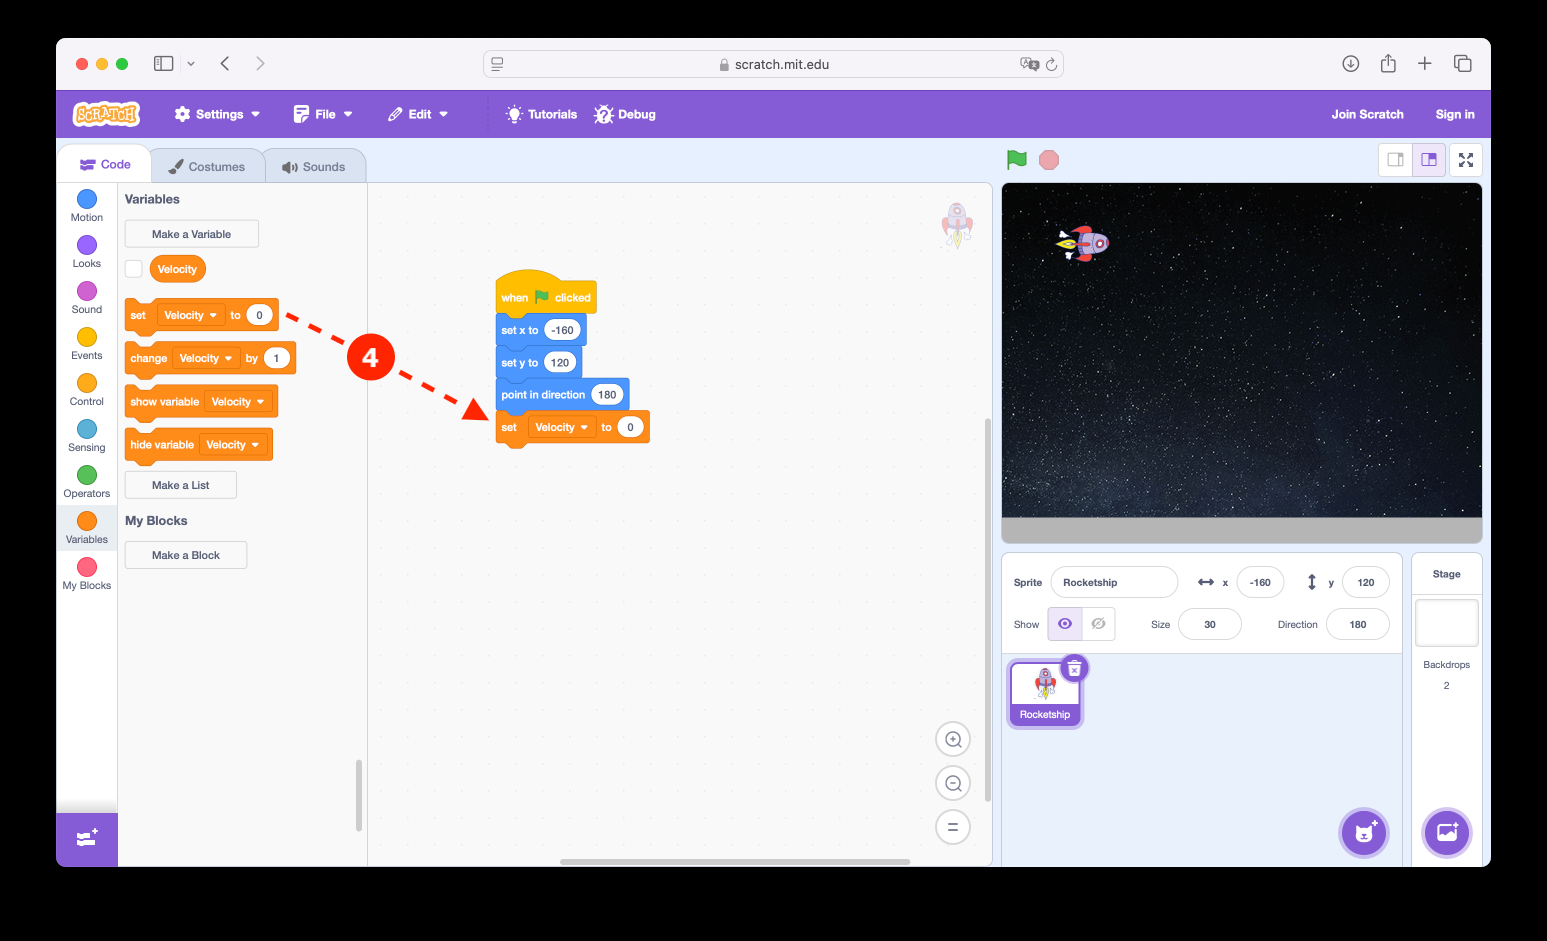 scratch.mit.edu
SCRATCH
Settings
File
Edit
Tutorials
Debug
Join Scratch
Sign in
Code
Costumes
Sounds
Motion
Looks
Sound
Events
Control
Sensing
Operators
Variables
My Blocks
Variables
Make a Variable
Velocity
set Velocity to 0
change Velocity by 1
show variable Velocity
hide variable Velocity
Make a List
My Blocks
Make a Block
4
when clicked
set x to -160
set y to 120
point in direction 180
set Velocity to 0
Sprite Rocketship x -160 y 120
Show Size 30 Direction 180
Rocketship
Stage
Backdrops
2